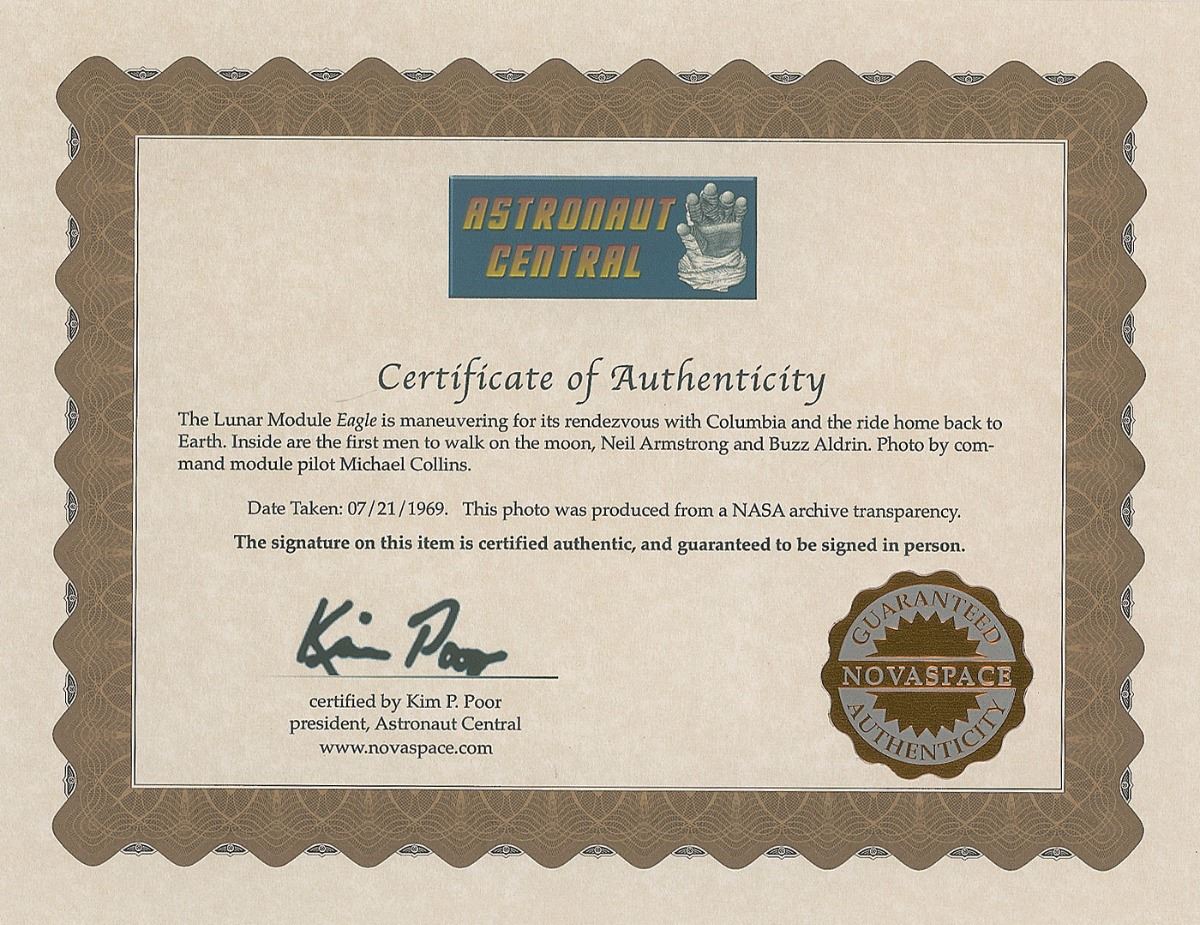 ASTRONAUT
CENTRAL
Certificate of Authenticity
The Lunar Module Eagle is maneuvering for its rendezvous with Columbia and the ride home back to
Earth. Inside are the first men to walk on the moon, Neil Armstrong and Buzz Aldrin. Photo by com-
mand module pilot Michael Collins.
Date Taken: 07/21/1969. This photo was produced from a NASA archive transparency.
The signature on this item is certified authentic, and guaranteed to be signed in person.
Kim Poor
certified by Kim P. Poor
president, Astronaut Central
www.novaspace.com
GUARANTEED
NOVASPACE
AUTHENTICITY